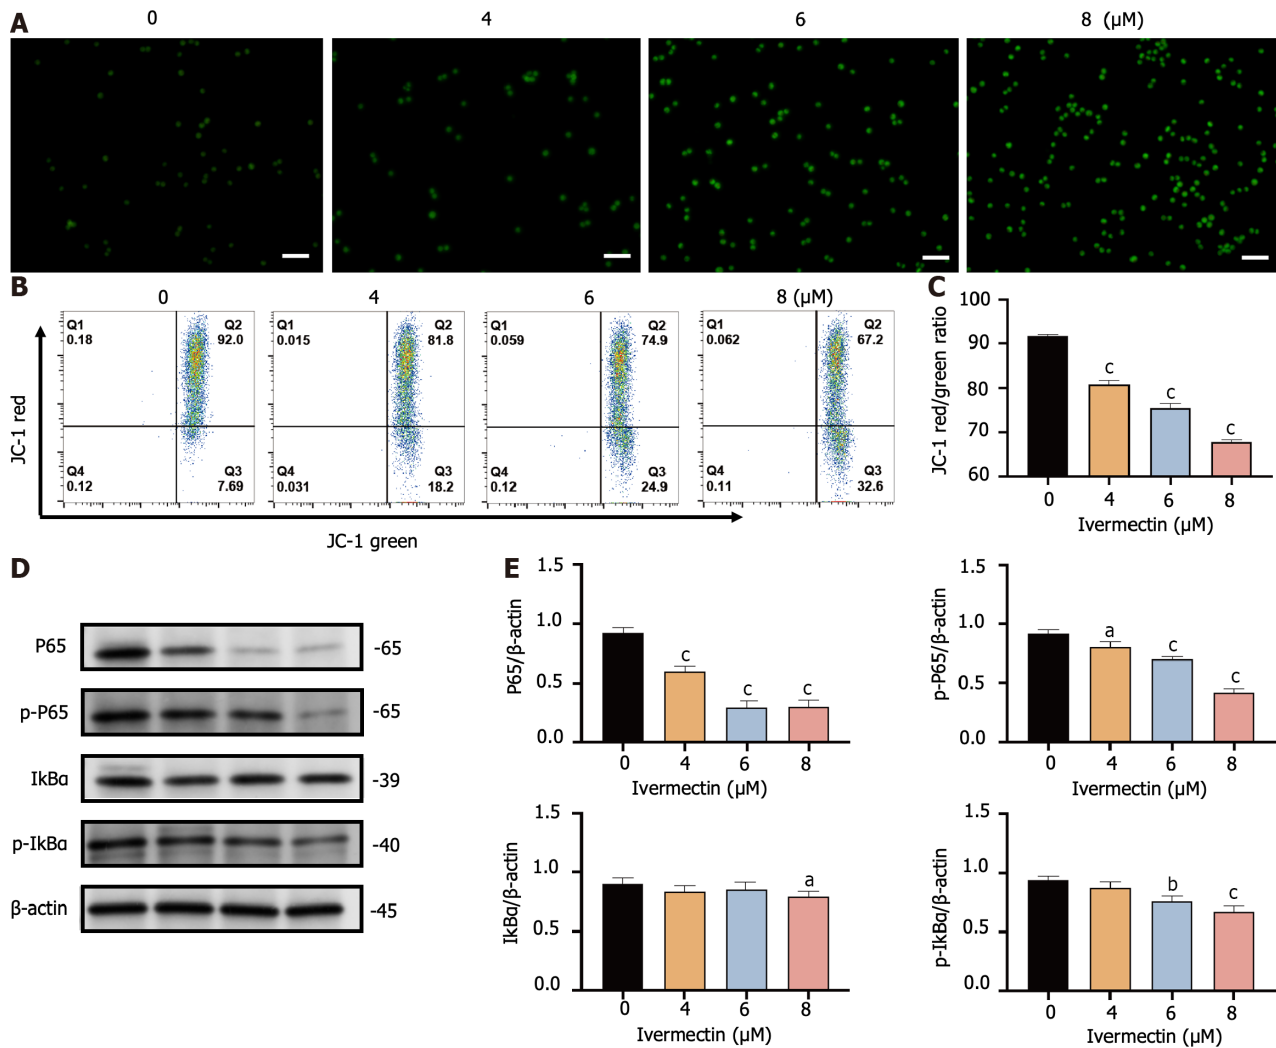 A 0 4 6 8 (μM)
B 0 4 6 8 (μM)
Q1 0.18 Q2 92.0 Q4 0.12 Q3 7.69
Q1 0.015 Q2 81.8 Q4 0.031 Q3 18.2
Q1 0.059 Q2 74.9 Q4 0.12 Q3 24.9
Q1 0.062 Q2 67.2 Q4 0.11 Q3 32.6
JC-1 red
JC-1 green
C
JC-1 red/green ratio
100
90
80
70
60
c c c
0 4 6 8
Ivermectin (μM)
D
P65 -65
p-P65 -65
IkBα -39
p-IkBα -40
β-actin -45
E
P65/β-actin
1.5
1.0
0.5
0.0
c c c
0 4 6 8
Ivermectin (μM)
p-P65/β-actin
1.5
1.0
0.5
0.0
a c c
0 4 6 8
Ivermectin (μM)
IkBα/β-actin
1.5
1.0
0.5
0.0
a
0 4 6 8
Ivermectin (μM)
p-IkBα/β-actin
1.5
1.0
0.5
0.0
b c
0 4 6 8
Ivermectin (μM)